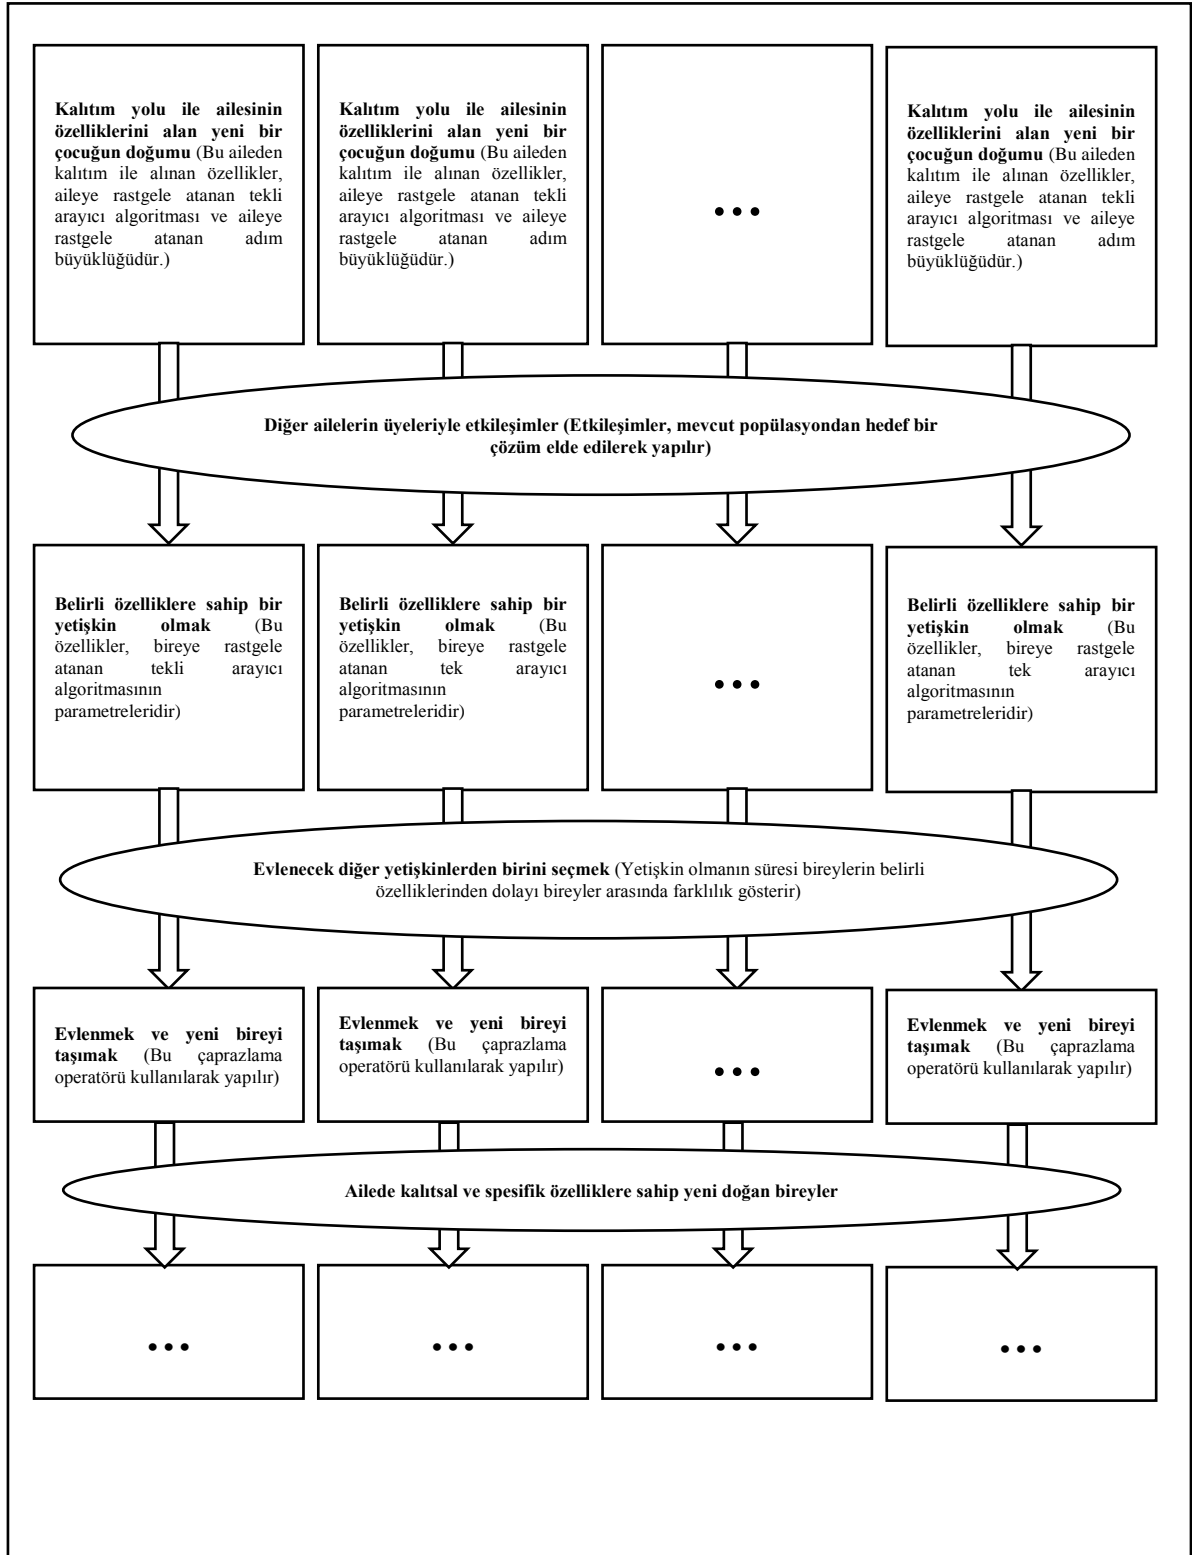 Kalıtım yolu ile ailesinin
özelliklerini alan yeni bir
çocuğun doğumu (Bu aileden
kalıtım ile alınan özellikler,
aileye rastgele atanan tekli
arayıcı algoritması ve aileye
rastgele atanan adım
büyüklüğüdür.)
Kalıtım yolu ile ailesinin
özelliklerini alan yeni bir
çocuğun doğumu (Bu aileden
kalıtım ile alınan özellikler,
aileye rastgele atanan tekli
arayıcı algoritması ve aileye
rastgele atanan adım
büyüklüğüdür.)
...
Kalıtım yolu ile ailesinin
özelliklerini alan yeni bir
çocuğun doğumu (Bu aileden
kalıtım ile alınan özellikler,
aileye rastgele atanan tekli
arayıcı algoritması ve aileye
rastgele atanan adım
büyüklüğüdür.)
Diğer ailelerin üyeleriyle etkileşimler (Etkileşimler, mevcut popülasyondan hedef bir
çözüm elde edilerek yapılır)
Belirli özelliklere sahip bir
yetişkin olmak (Bu
özellikler, bireye rastgele
atanan tekli arayıcı
algoritmasının
parametreleridir)
Belirli özelliklere sahip bir
yetişkin olmak (Bu
özellikler, bireye rastgele
atanan tek arayıcı
algoritmasının
parametreleridir)
...
Belirli özelliklere sahip bir
yetişkin olmak (Bu
özellikler, bireye rastgele
atanan tek arayıcı
algoritmasının
parametreleridir)
Evlenecek diğer yetişkinlerden birini seçmek (Yetişkin olmanın süresi bireylerin belirli
özelliklerinden dolayı bireyler arasında farklılık gösterir)
Evlenmek ve yeni bireyi
taşımak (Bu çaprazlama
operatörü kullanılarak yapılır)
Evlenmek ve yeni bireyi
taşımak (Bu çaprazlama
operatörü kullanılarak yapılır)
...
Evlenmek ve yeni bireyi
taşımak (Bu çaprazlama
operatörü kullanılarak yapılır)
Ailede kalıtsal ve spesifik özelliklere sahip yeni doğan bireyler
...
...
...
...